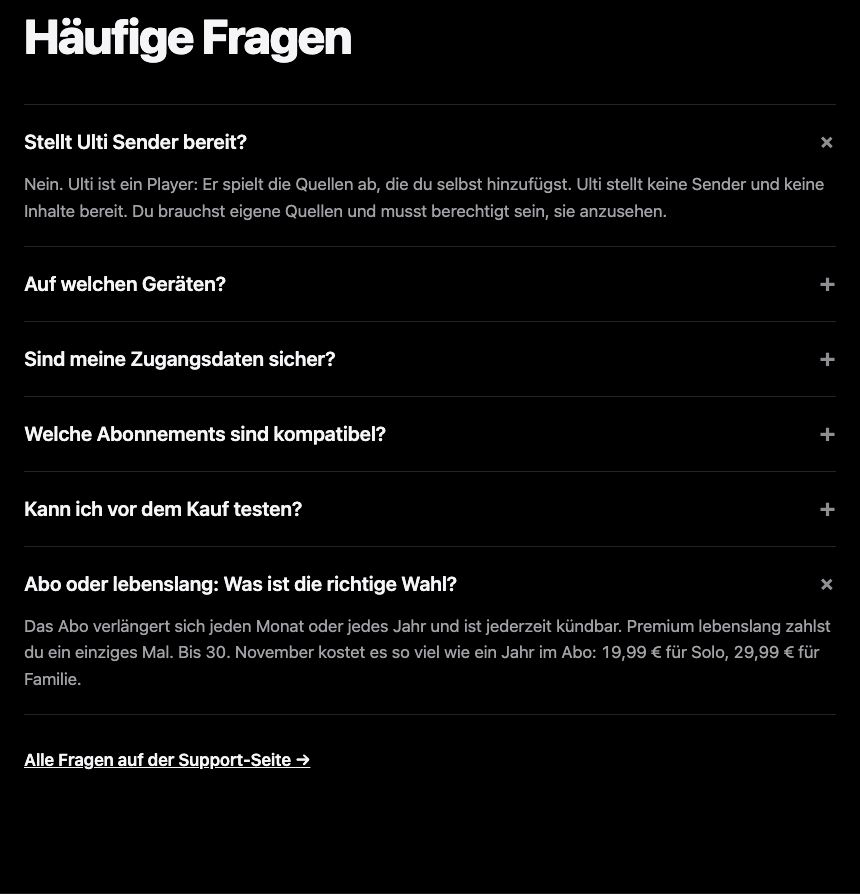 Häufige Fragen
Stellt Ulti Sender bereit?
Nein. Ulti ist ein Player: Er spielt die Quellen ab, die du selbst hinzufügst. Ulti stellt keine Sender und keine
Inhalte bereit. Du brauchst eigene Quellen und musst berechtigt sein, sie anzusehen.
Auf welchen Geräten?
Sind meine Zugangsdaten sicher?
Welche Abonnements sind kompatibel?
Kann ich vor dem Kauf testen?
Abo oder lebenslang: Was ist die richtige Wahl?
Das Abo verlängert sich jeden Monat oder jedes Jahr und ist jederzeit kündbar. Premium lebenslang zahlst
du ein einziges Mal. Bis 30. November kostet es so viel wie ein Jahr im Abo: 19,99 € für Solo, 29,99 € für
Familie.
Alle Fragen auf der Support-Seite →